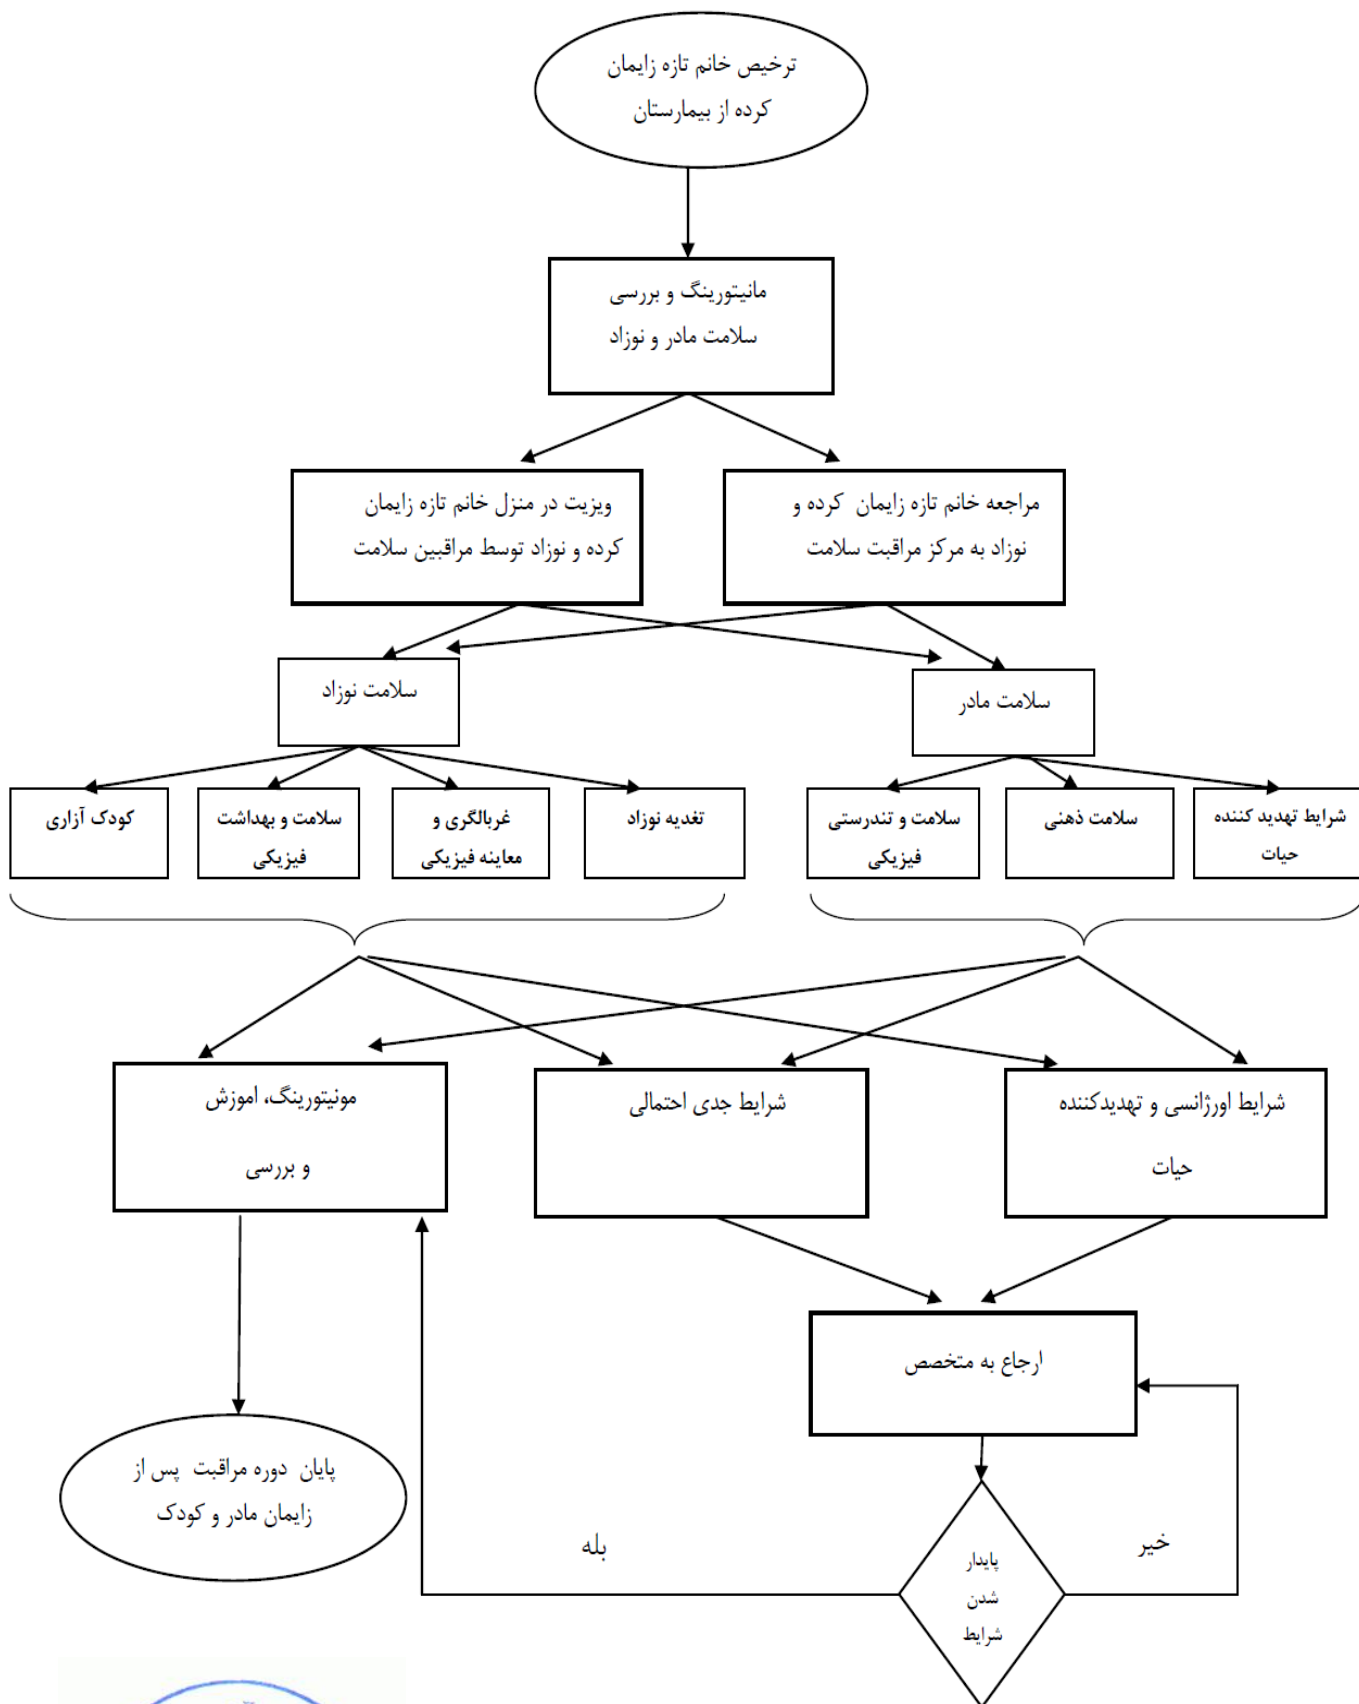 ترخیص خانم تازه زایمان
کرده از بیمارستان
مانیتورینگ و بررسی
سلامت مادر و نوزاد
مراجعه خانم تازه زایمان کرده و
نوزاد به مرکز مراقبت سلامت
ویزیت در منزل خانم تازه زایمان
کرده و نوزاد توسط مراقبین سلامت
سلامت مادر
سلامت نوزاد
شرایط تهدید کننده
حیات
سلامت ذهنی
سلامت و تندرستی
فیزیکی
تغدیه نوزاد
غربالگری و
معاینه فیزیکی
سلامت و بهداشت
فیزیکی
کودک آزاری
شرایط اورژانسی و تهدیدکننده
حیات
شرایط جدی احتمالی
مونیتورینگ، اموزش
و بررسی
ارجاع به متخصص
پایان دوره مراقبت پس از
زایمان مادر و کودک
خیر
پایدار
شدن
شرایط
بله